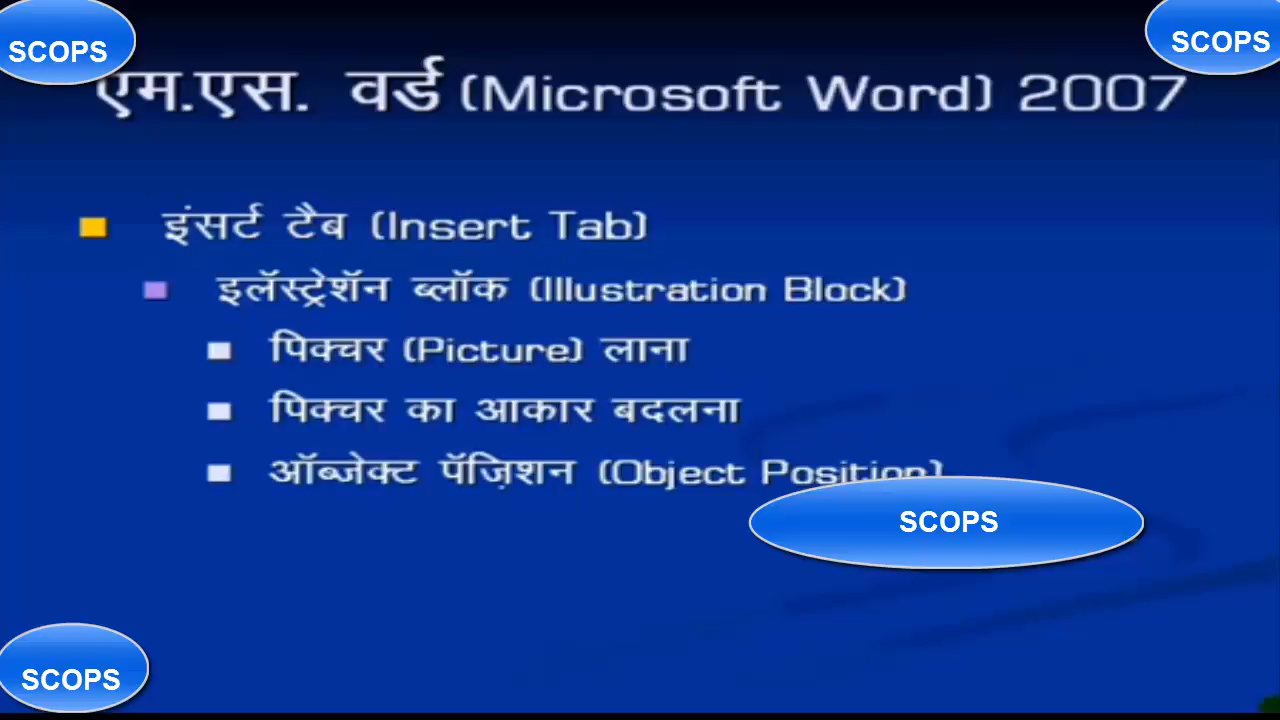 SCOPS
SCOPS
एम.एस. वर्ड (Microsoft Word) 2007
इंसर्ट टैब (Insert Tab)
इलॅस्ट्रेशॅन ब्लॉक (Illustration Block)
पिक्चर (Picture) लाना
पिक्चर का आकार बदलना
ऑब्जेक्ट पॅज़िशन (Object Position)
SCOPS
SCOPS